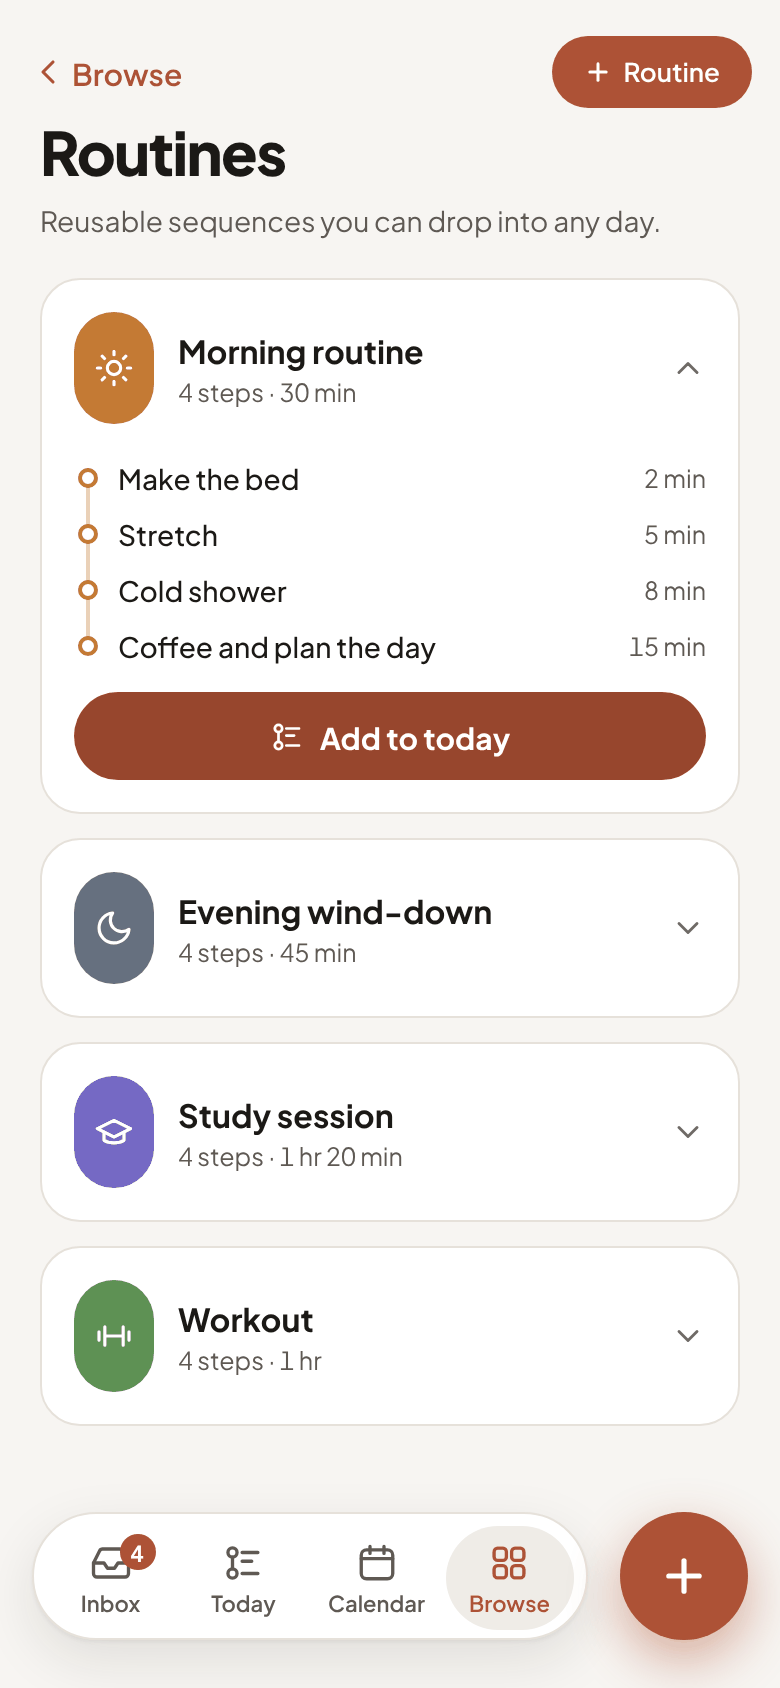 Browse
Routine
Routines
Reusable sequences you can drop into any day.
Morning routine
4 steps · 30 min
Make the bed 2 min
Stretch 5 min
Cold shower 8 min
Coffee and plan the day 15 min
Add to today
Evening wind-down
4 steps · 45 min
Study session
4 steps · 1 hr 20 min
Workout
4 steps · 1 hr
4
Inbox Today Calendar Browse